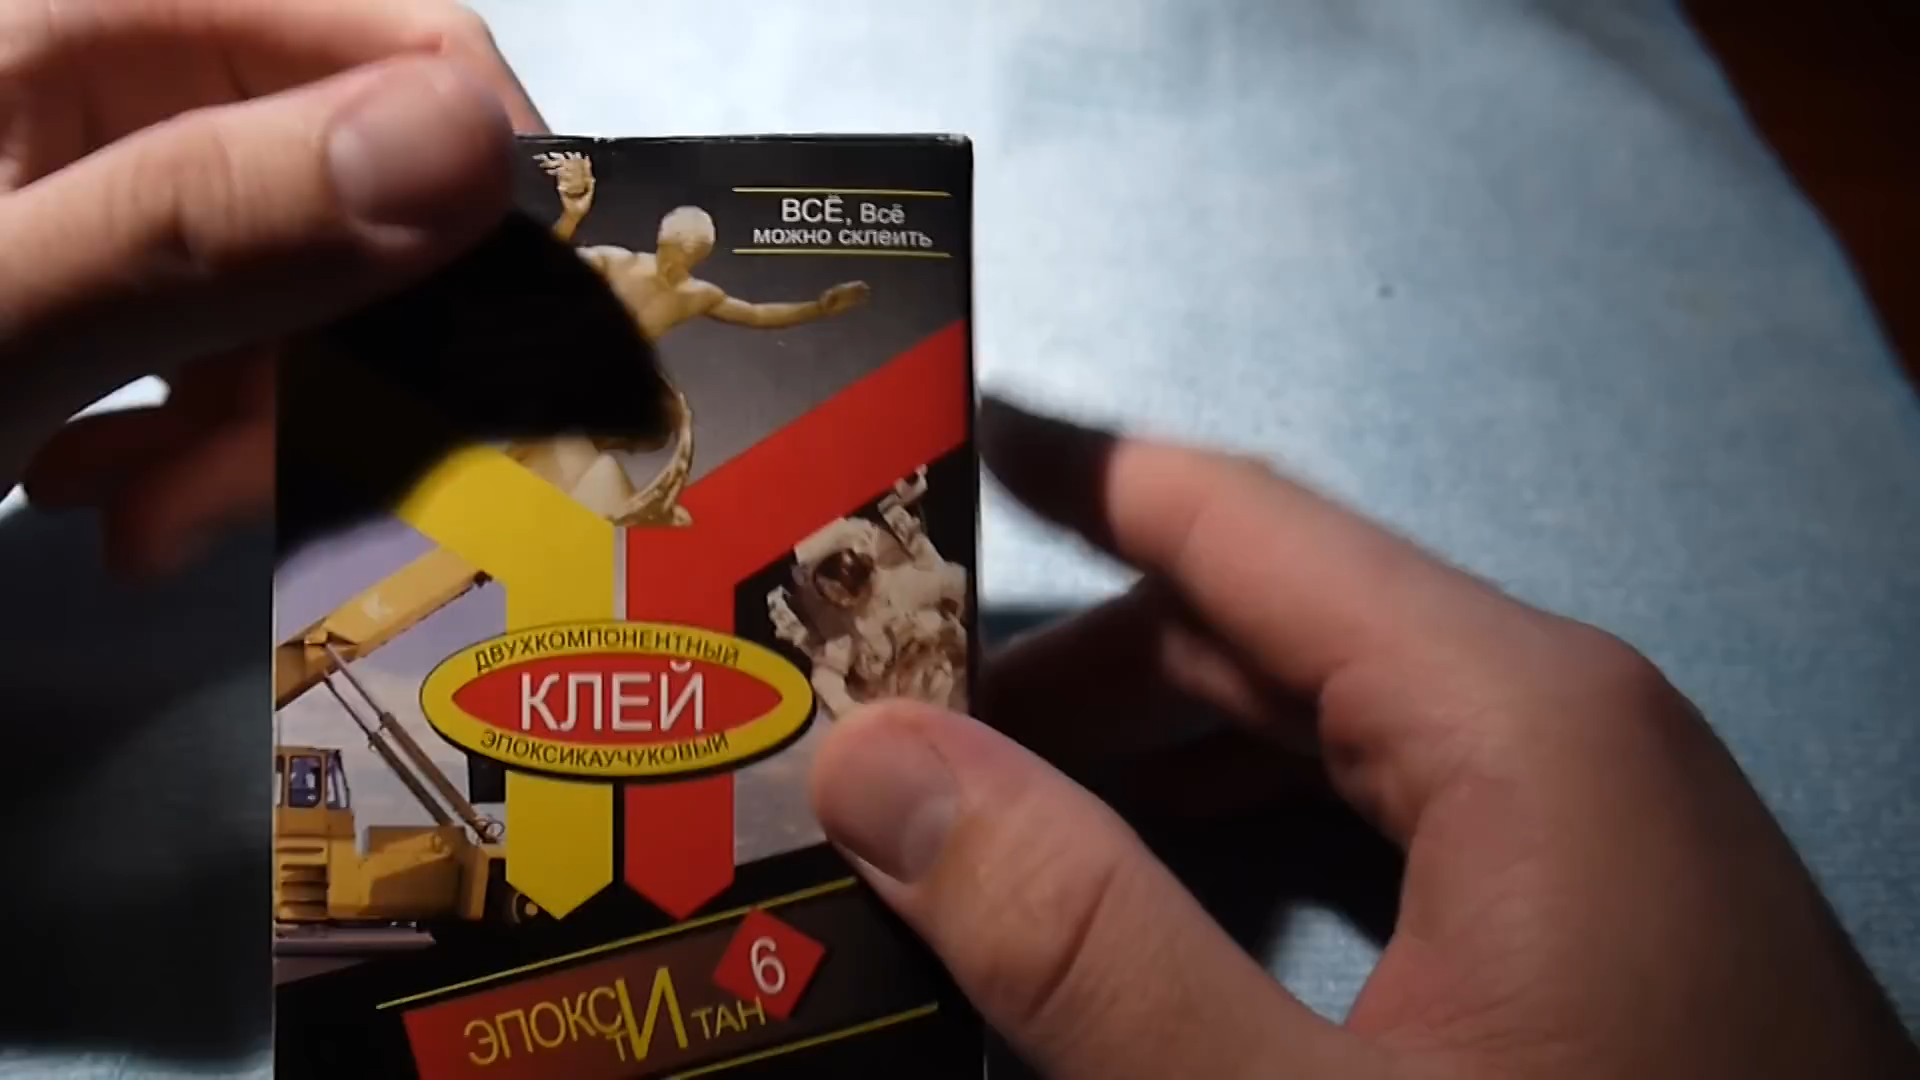 ВСЁ, Всё
можно склеить
ДВУХКОМПОНЕНТНЫЙ
КЛЕЙ
ЭПОКСИКАУЧУКОВЫЙ
6
ЭПОКСИ
ТИТАН